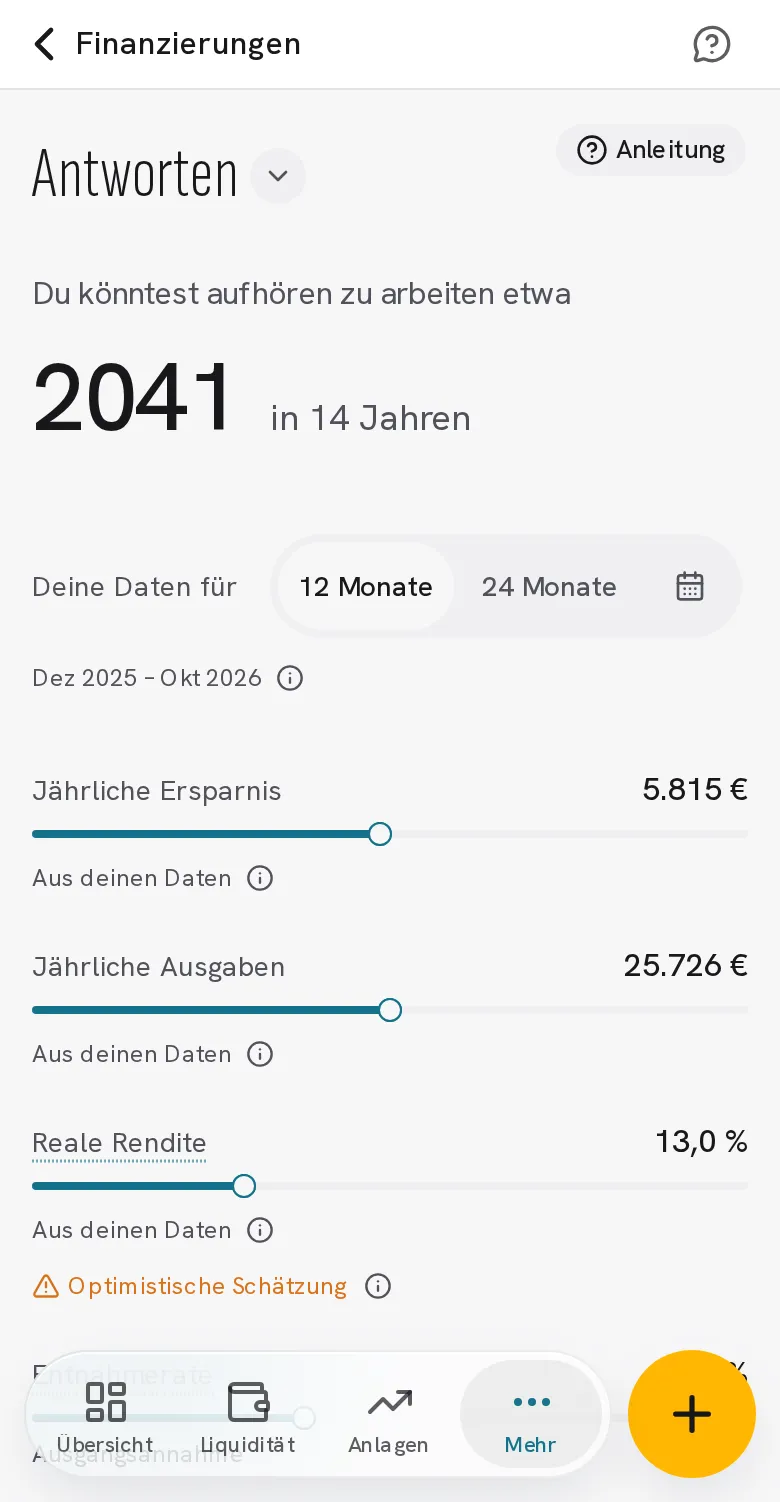 Finanzierungen
Antworten
Anleitung
Du könntest aufhören zu arbeiten etwa
2041 in 14 Jahren
Deine Daten für 12 Monate 24 Monate
Dez 2025 – Okt 2026
Jährliche Ersparnis 5.815 €
Aus deinen Daten
Jährliche Ausgaben 25.726 €
Aus deinen Daten
Reale Rendite 13,0 %
Aus deinen Daten
Optimistische Schätzung
Entnahmerate %
Ausgangsannahme
Übersicht Liquidität Anlagen Mehr